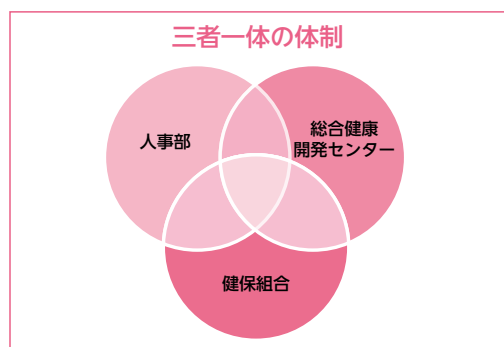 三者一体の体制
人事部
総合健康
開発センター
健保組合